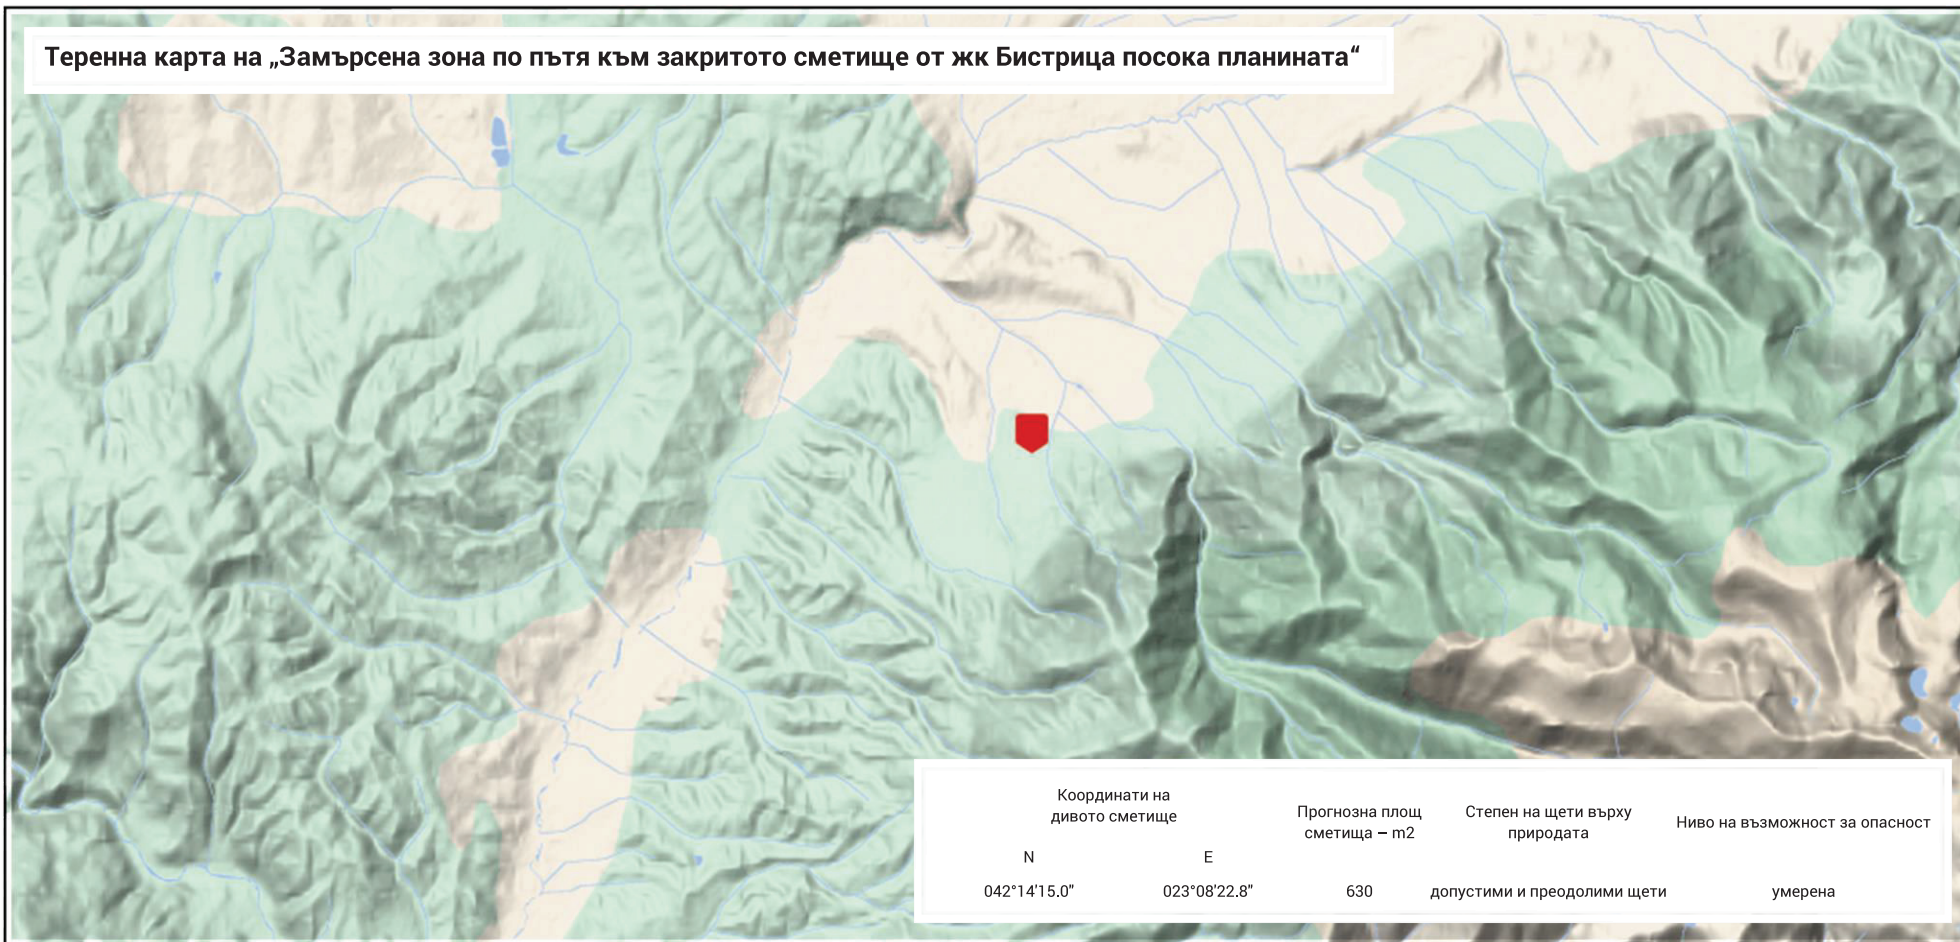 Теренна карта на „Замърсена зона по пътя към закритото сметище от жк Бистрица посока планината“
Координати на
дивото сметище
Прогнозна площ
сметища – m2
Степен на щети върху
природата
Ниво на възможност за опасност
N E
042°14'15.0" 023°08'22.8" 630 допустими и преодолими щети умерена